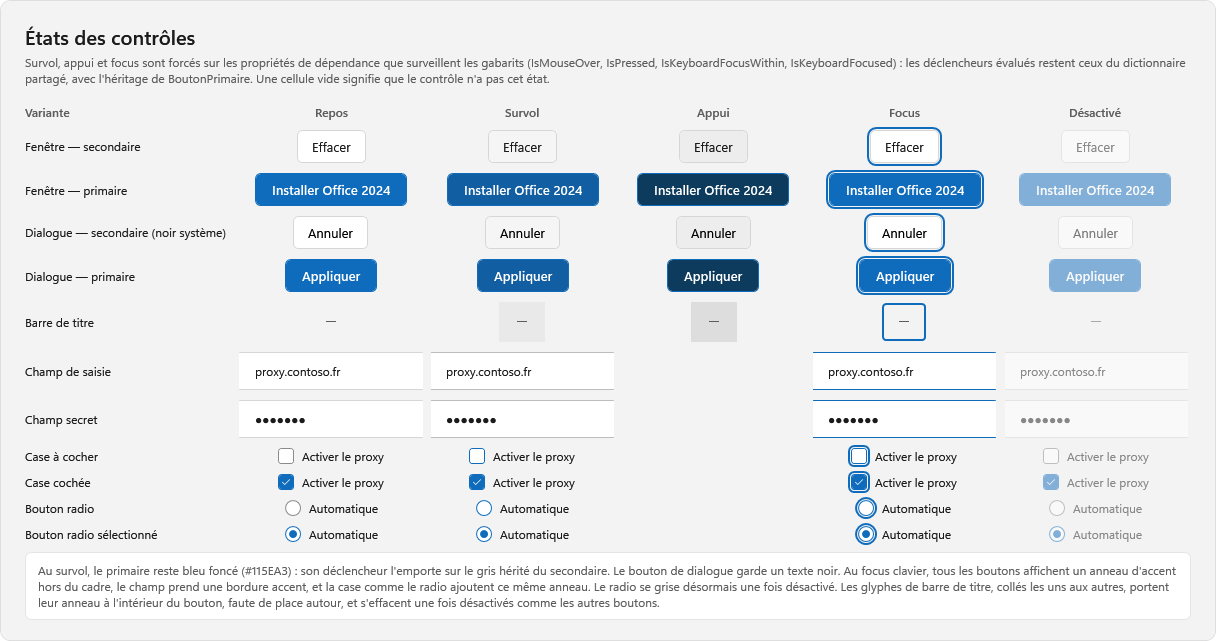 États des contrôles
Survol, appui et focus sont forcés sur les propriétés de dépendance que surveillent les gabarits (IsMouseOver, IsPressed, IsKeyboardFocusWithin, IsKeyboardFocused) : les déclencheurs évalués restent ceux du dictionnaire
partagé, avec l'héritage de BoutonPrimaire. Une cellule vide signifie que le contrôle n'a pas cet état.
Variante Repos Survol Appui Focus Désactivé
Fenêtre — secondaire Effacer Effacer Effacer Effacer Effacer
Fenêtre — primaire Installer Office 2024 Installer Office 2024 Installer Office 2024 Installer Office 2024 Installer Office 2024
Dialogue — secondaire (noir système) Annuler Annuler Annuler Annuler Annuler
Dialogue — primaire Appliquer Appliquer Appliquer Appliquer Appliquer
Barre de titre — — — — —
Champ de saisie proxy.contoso.fr proxy.contoso.fr proxy.contoso.fr proxy.contoso.fr
Champ secret ●●●●●●● ●●●●●●● ●●●●●●● ●●●●●●●
Case à cocher Activer le proxy Activer le proxy Activer le proxy Activer le proxy
Case cochée Activer le proxy Activer le proxy Activer le proxy Activer le proxy
Bouton radio Automatique Automatique Automatique Automatique
Bouton radio sélectionné Automatique Automatique Automatique Automatique
Au survol, le primaire reste bleu foncé (#115EA3) : son déclencheur l'emporte sur le gris hérité du secondaire. Le bouton de dialogue garde un texte noir. Au focus clavier, tous les boutons affichent un anneau d'accent
hors du cadre, le champ prend une bordure accent, et la case comme le radio ajoutent ce même anneau. Le radio se grise désormais une fois désactivé. Les glyphes de barre de titre, collés les uns aux autres, portent
leur anneau à l'intérieur du bouton, faute de place autour, et s'effacent une fois désactivés comme les autres boutons.